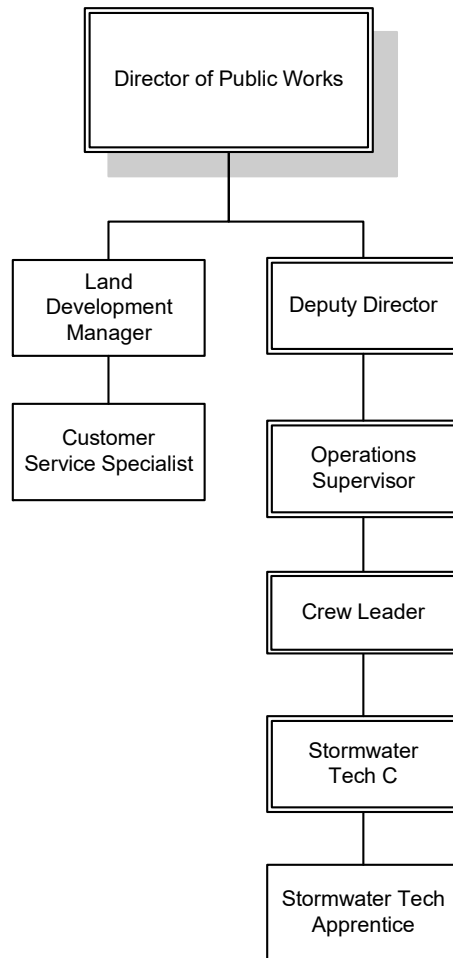 Director of Public Works
Land
Development
Manager
Deputy Director
Customer
Service Specialist
Operations
Supervisor
Crew Leader
Stormwater
Tech C
Stormwater Tech
Apprentice